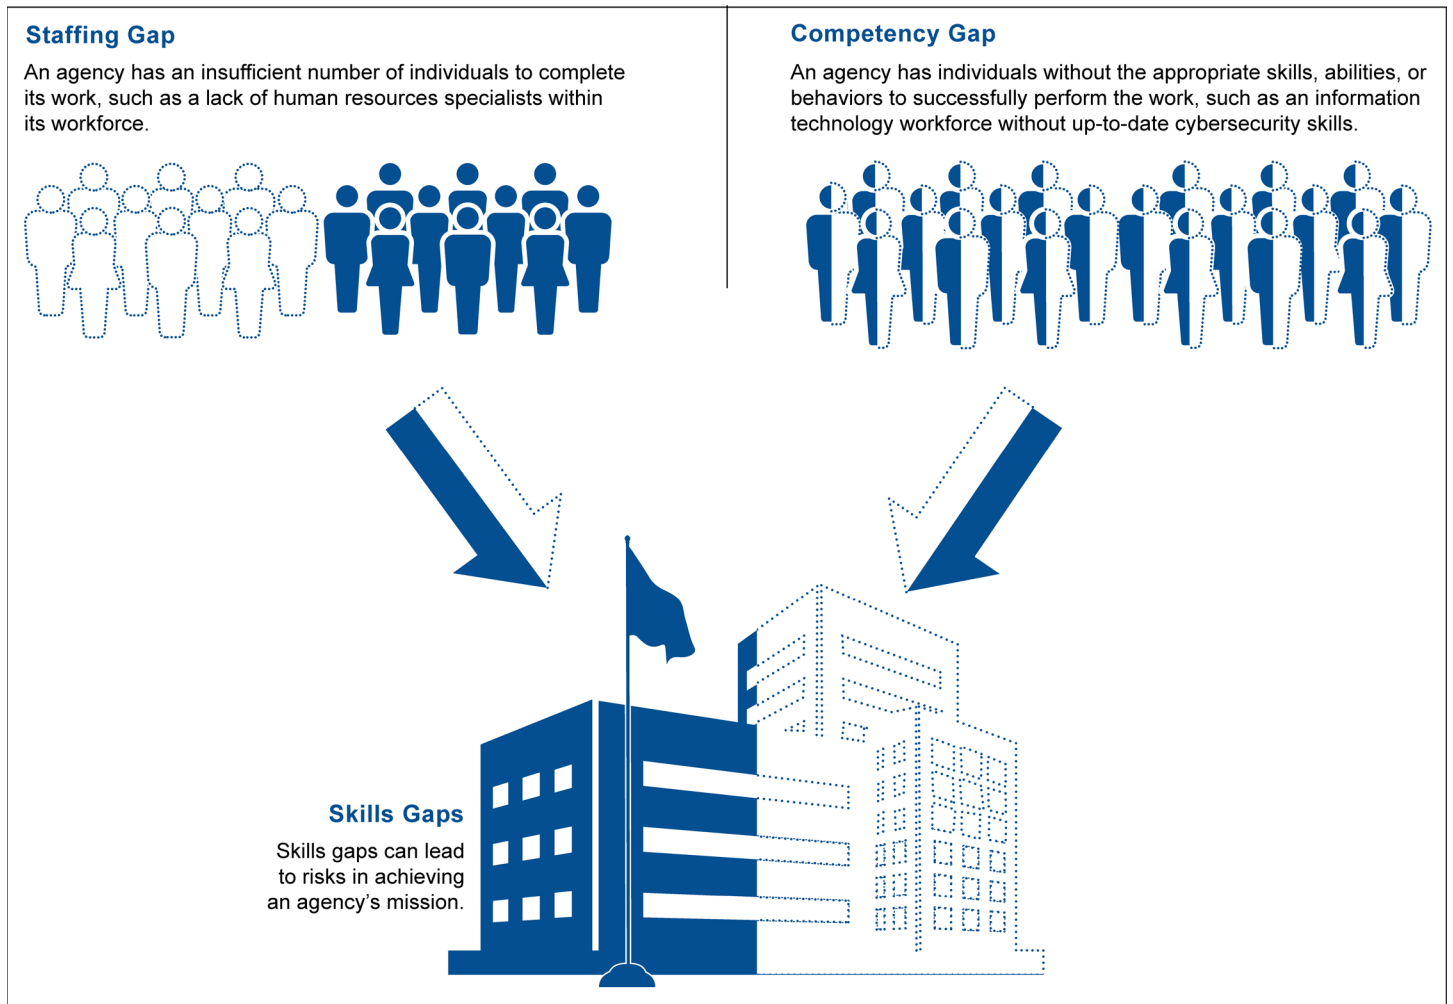 Staffing Gap
An agency has an insufficient number of individuals to complete
its work, such as a lack of human resources specialists within
its workforce.
Competency Gap
An agency has individuals without the appropriate skills, abilities, or
behaviors to successfully perform the work, such as an information
technology workforce without up-to-date cybersecurity skills.
Skills Gaps
Skills gaps can lead
to risks in achieving
an agency’s mission.